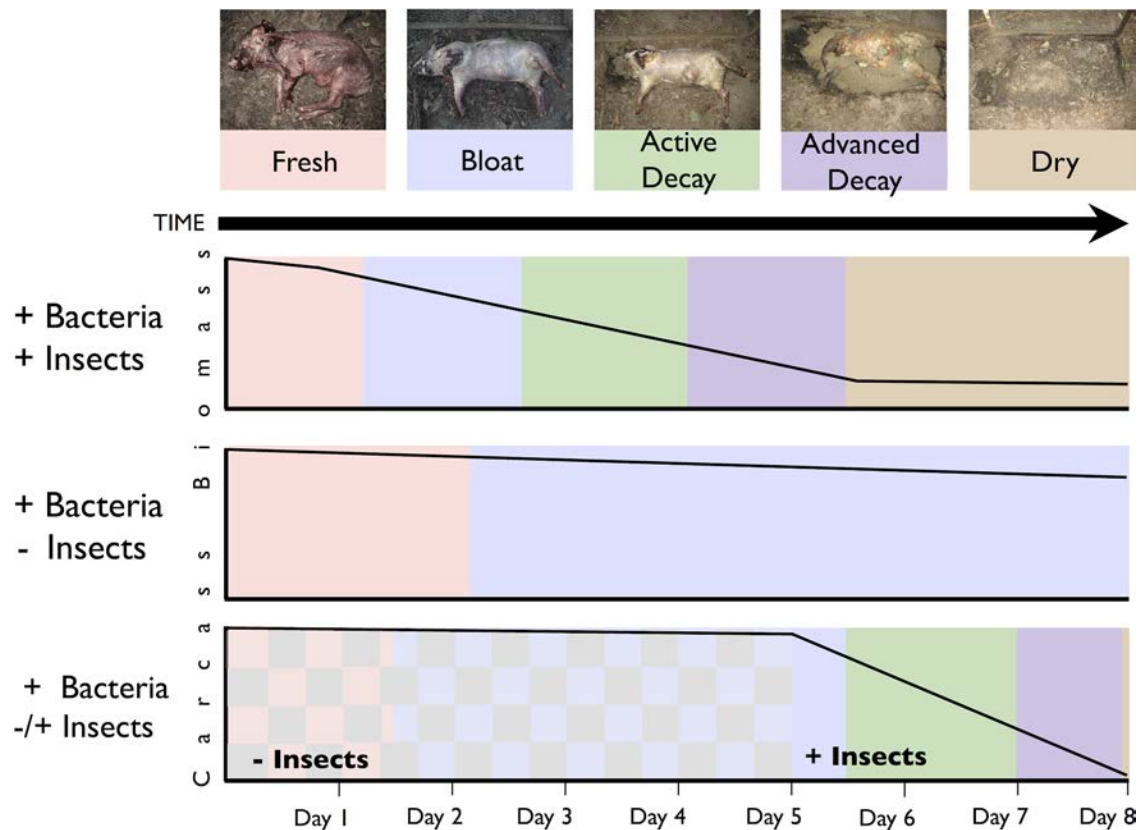 Fresh
Bloat
Active
Decay
Advanced
Decay
Dry
TIME
+ Bacteria
+ Insects
+ Bacteria
- Insects
+ Bacteria
-/+ Insects
Carcass Biomass
- Insects
+ Insects
Day 1
Day 2
Day 3
Day 4
Day 5
Day 6
Day 7
Day 8